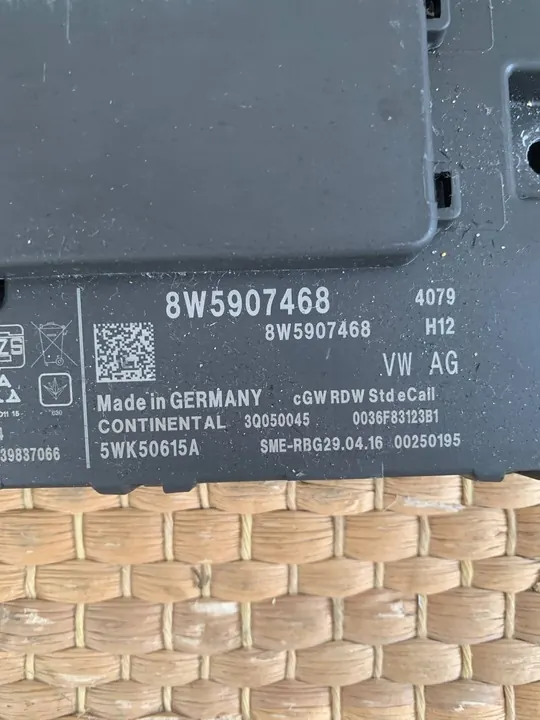 8W5907468 4079
8W5907468 H12
VW AG
Made in GERMANY cGW RDW Std eCall
CONTINENTAL 3Q050045 0036F83123B1
5WK50615A SME-RBG29.04.16 00250195
39837066